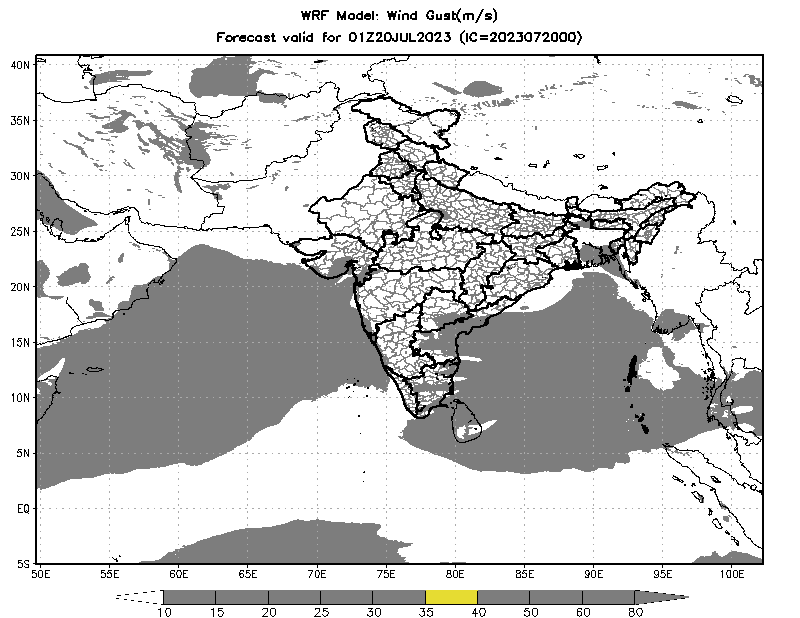 WRF Model: Wind Gust(m/s)
Forecast valid for 01Z20JUL2023 (IC=2023072000)
40N
35N
30N
25N
20N
15N
10N
5N
EQ
5S
50E 55E 60E 65E 70E 75E 80E 85E 90E 95E 100E
10 15 20 25 30 35 40 50 60 80